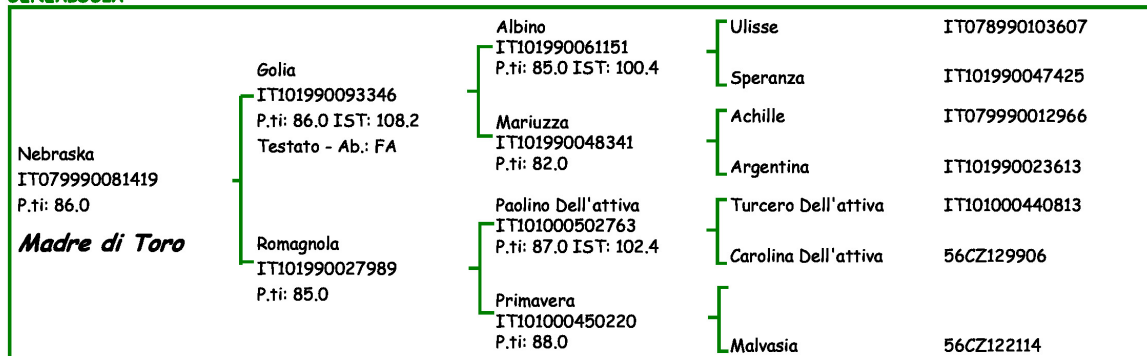 Nebraska
IT079990081419
P.ti: 86.0
Madre di Toro
Golia
IT101990093346
P.ti: 86.0 IST: 108.2
Testato - Ab.: FA
Romagnola
IT101990027989
P.ti: 85.0
Albino
IT101990061151
P.ti: 85.0 IST: 100.4
Mariuzza
IT101990048341
P.ti: 82.0
Paolino Dell'attiva
IT101000502763
P.ti: 87.0 IST: 102.4
Primavera
IT101000450220
P.ti: 88.0
Ulisse IT078990103607
Speranza IT101990047425
Achille IT079990012966
Argentina IT101990023613
Turcero Dell'attiva IT101000440813
Carolina Dell'attiva 56CZ129906
Malvasia 56CZ122114